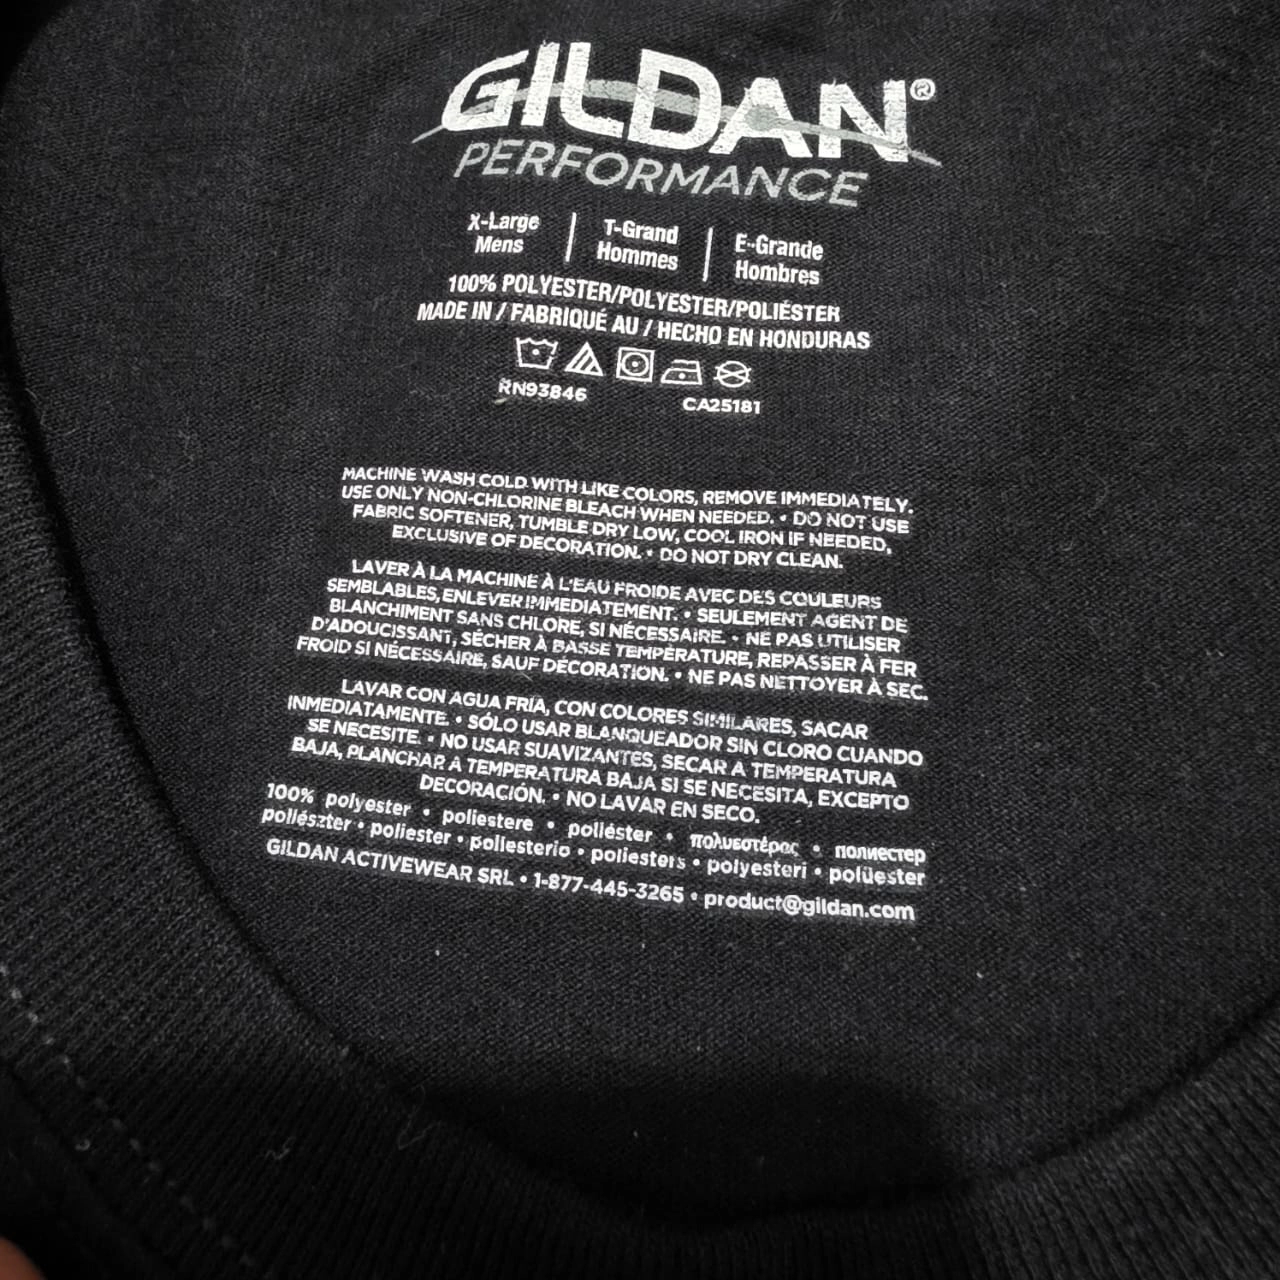 GILDAN®
PERFORMANCE
X-Large Mens | T-Grand Hommes | E-Grande Hombres
100% POLYESTER/POLYESTER/POLIÉSTER
MADE IN / FABRIQUÉ AU / HECHO EN HONDURAS
RN93846 CA25181
MACHINE WASH COLD WITH LIKE COLORS, REMOVE IMMEDIATELY.
USE ONLY NON-CHLORINE BLEACH WHEN NEEDED. • DO NOT USE
FABRIC SOFTENER, TUMBLE DRY LOW, COOL IRON IF NEEDED,
EXCLUSIVE OF DECORATION. • DO NOT DRY CLEAN.
LAVER À LA MACHINE À L'EAU FROIDE AVEC DES COULEURS
SEMBLABLES, ENLEVER IMMEDIATEMENT. • SEULEMENT AGENT DE
BLANCHIMENT SANS CHLORE, SI NÉCESSAIRE. • NE PAS UTILISER
D'ADOUCISSANT, SÉCHER À BASSE TEMPÉRATURE, REPASSER À FER
FROID SI NÉCESSAIRE, SAUF DÉCORATION. • NE PAS NETTOYER À SEC.
LAVAR CON AGUA FRÍA, CON COLORES SIMILARES, SACAR
INMEDIATAMENTE. • SÓLO USAR BLANQUEADOR SIN CLORO CUANDO
SE NECESITE. • NO USAR SUAVIZANTES, SECAR A TEMPERATURA
BAJA, PLANCHAR A TEMPERATURA BAJA SI SE NECESITA, EXCEPTO
DECORACIÓN. • NO LAVAR EN SECO.
100% polyester • poliestere • poliéster • πολυεστέρας • полиестер
poliészter • poliester • poliesterio • poliesters • polyesteri • polüester
GILDAN ACTIVEWEAR SRL • 1-877-445-3265 • product@gildan.com